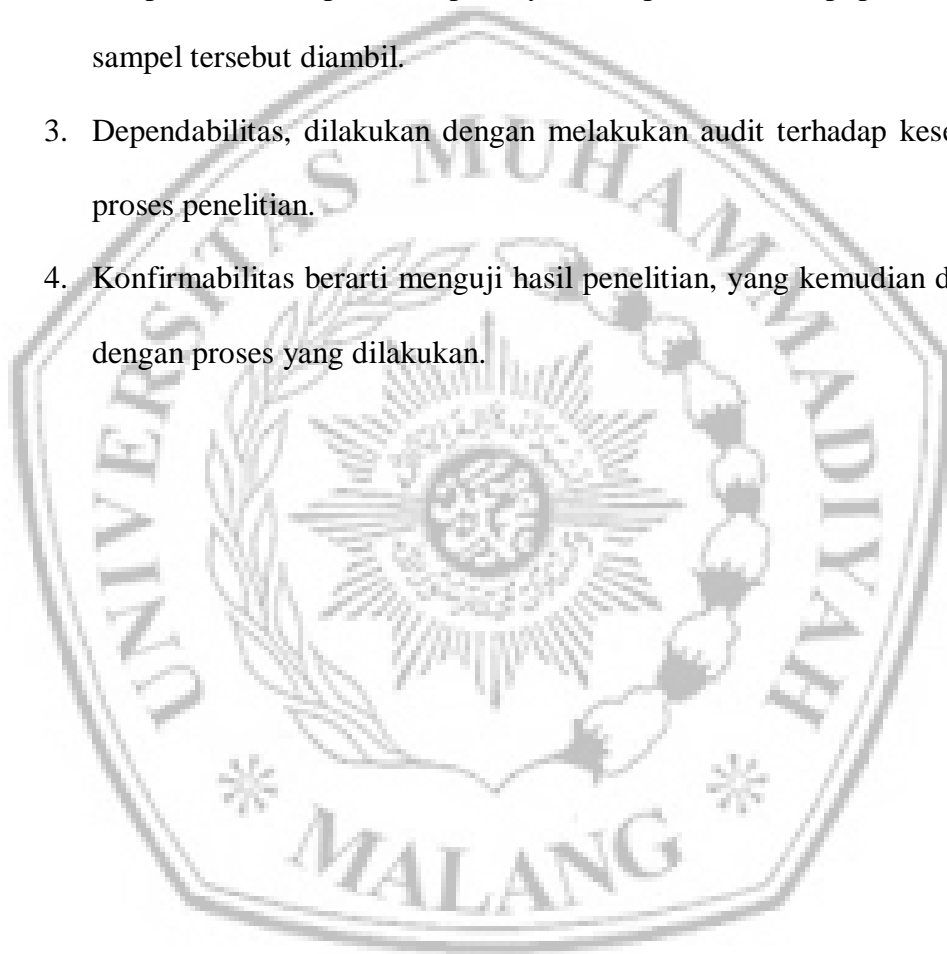 sampel tersebut diambil.
3. Dependabilitas, dilakukan dengan melakukan audit terhadap
proses penelitian.
4. Konfirmabilitas berarti menguji hasil penelitian, yang kemudian
dengan proses yang dilakukan.
UNIVERSITAS MUHAMMADIYAH
MALANG